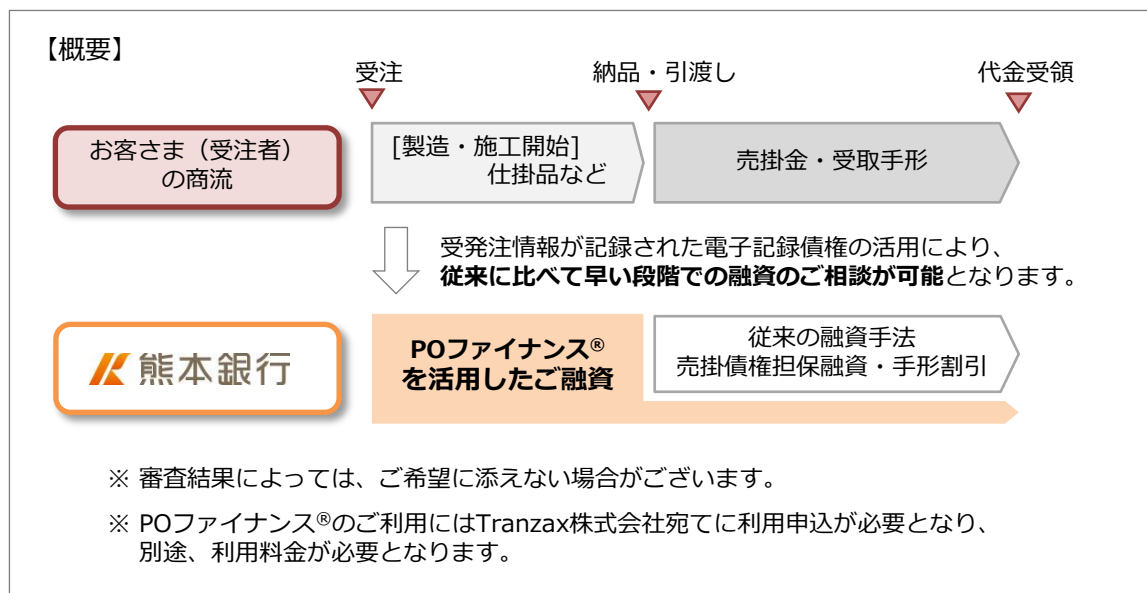 【概要】
受注
納品・引渡し
代金受領
お客さま（受注者）
の商流
[製造・施工開始]
仕掛品など
売掛金・受取手形
受発注情報が記録された電子記録債権の活用により、
従来に比べて早い段階での融資のご相談が可能となります。
熊本銀行
POファイナンス®
を活用したご融資
従来の融資手法
売掛債権担保融資・手形割引
※ 審査結果によっては、ご希望に添えない場合がございます。
※ POファイナンス®のご利用にはTranzax株式会社宛てに利用申込が必要となり、
別途、利用料金が必要となります。